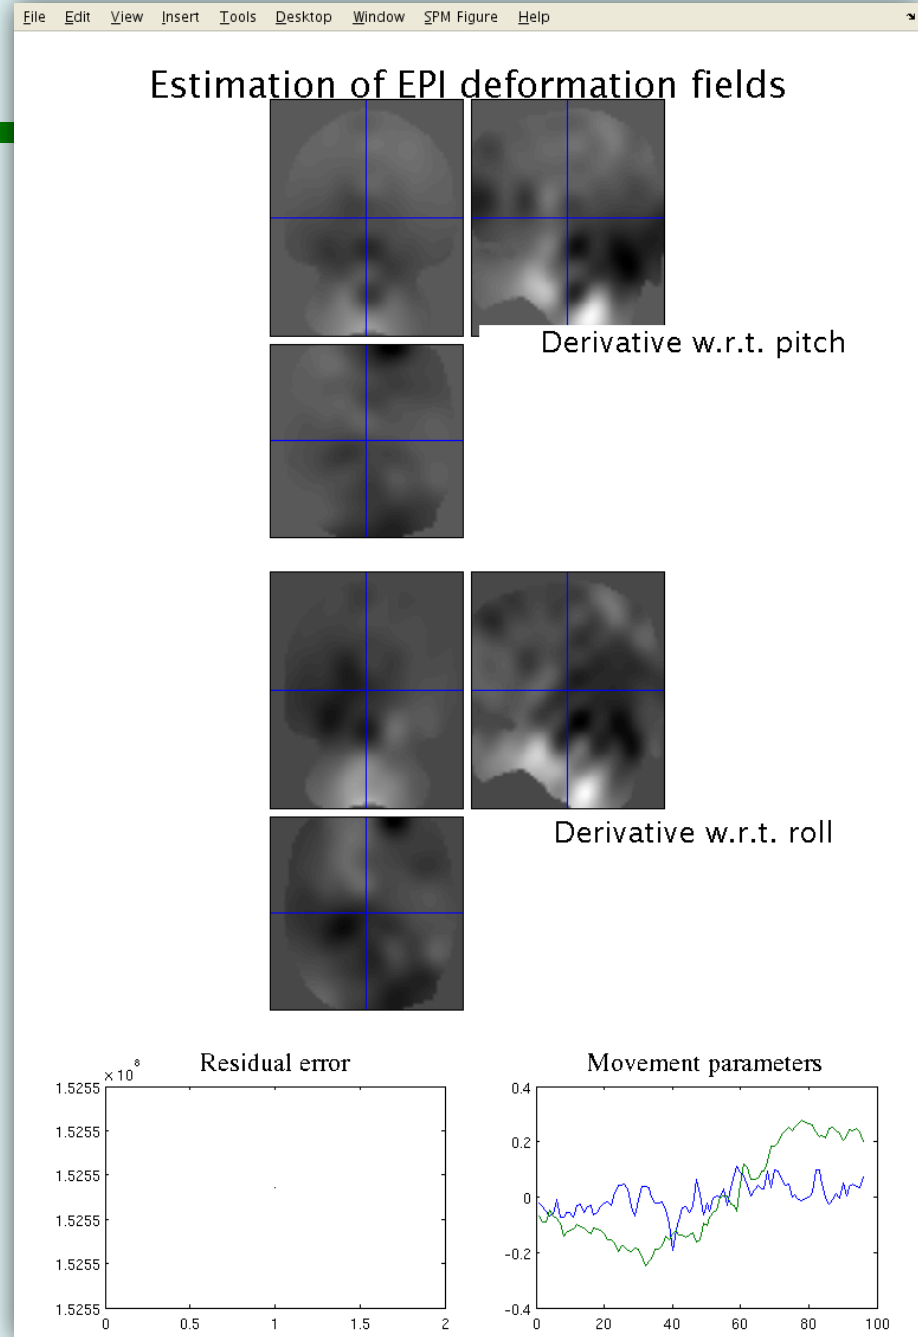 File Edit View Insert Tools Desktop Window SPM Figure Help
Estimation of EPI deformation fields
Derivative w.r.t. pitch
Derivative w.r.t. roll
Residual error
× 10⁸
1.5255
1.5255
1.5255
1.5255
1.5255
1.5255
0 0.5 1 1.5 2
Movement parameters
0.4
0.2
0
-0.2
-0.4
0 20 40 60 80 100